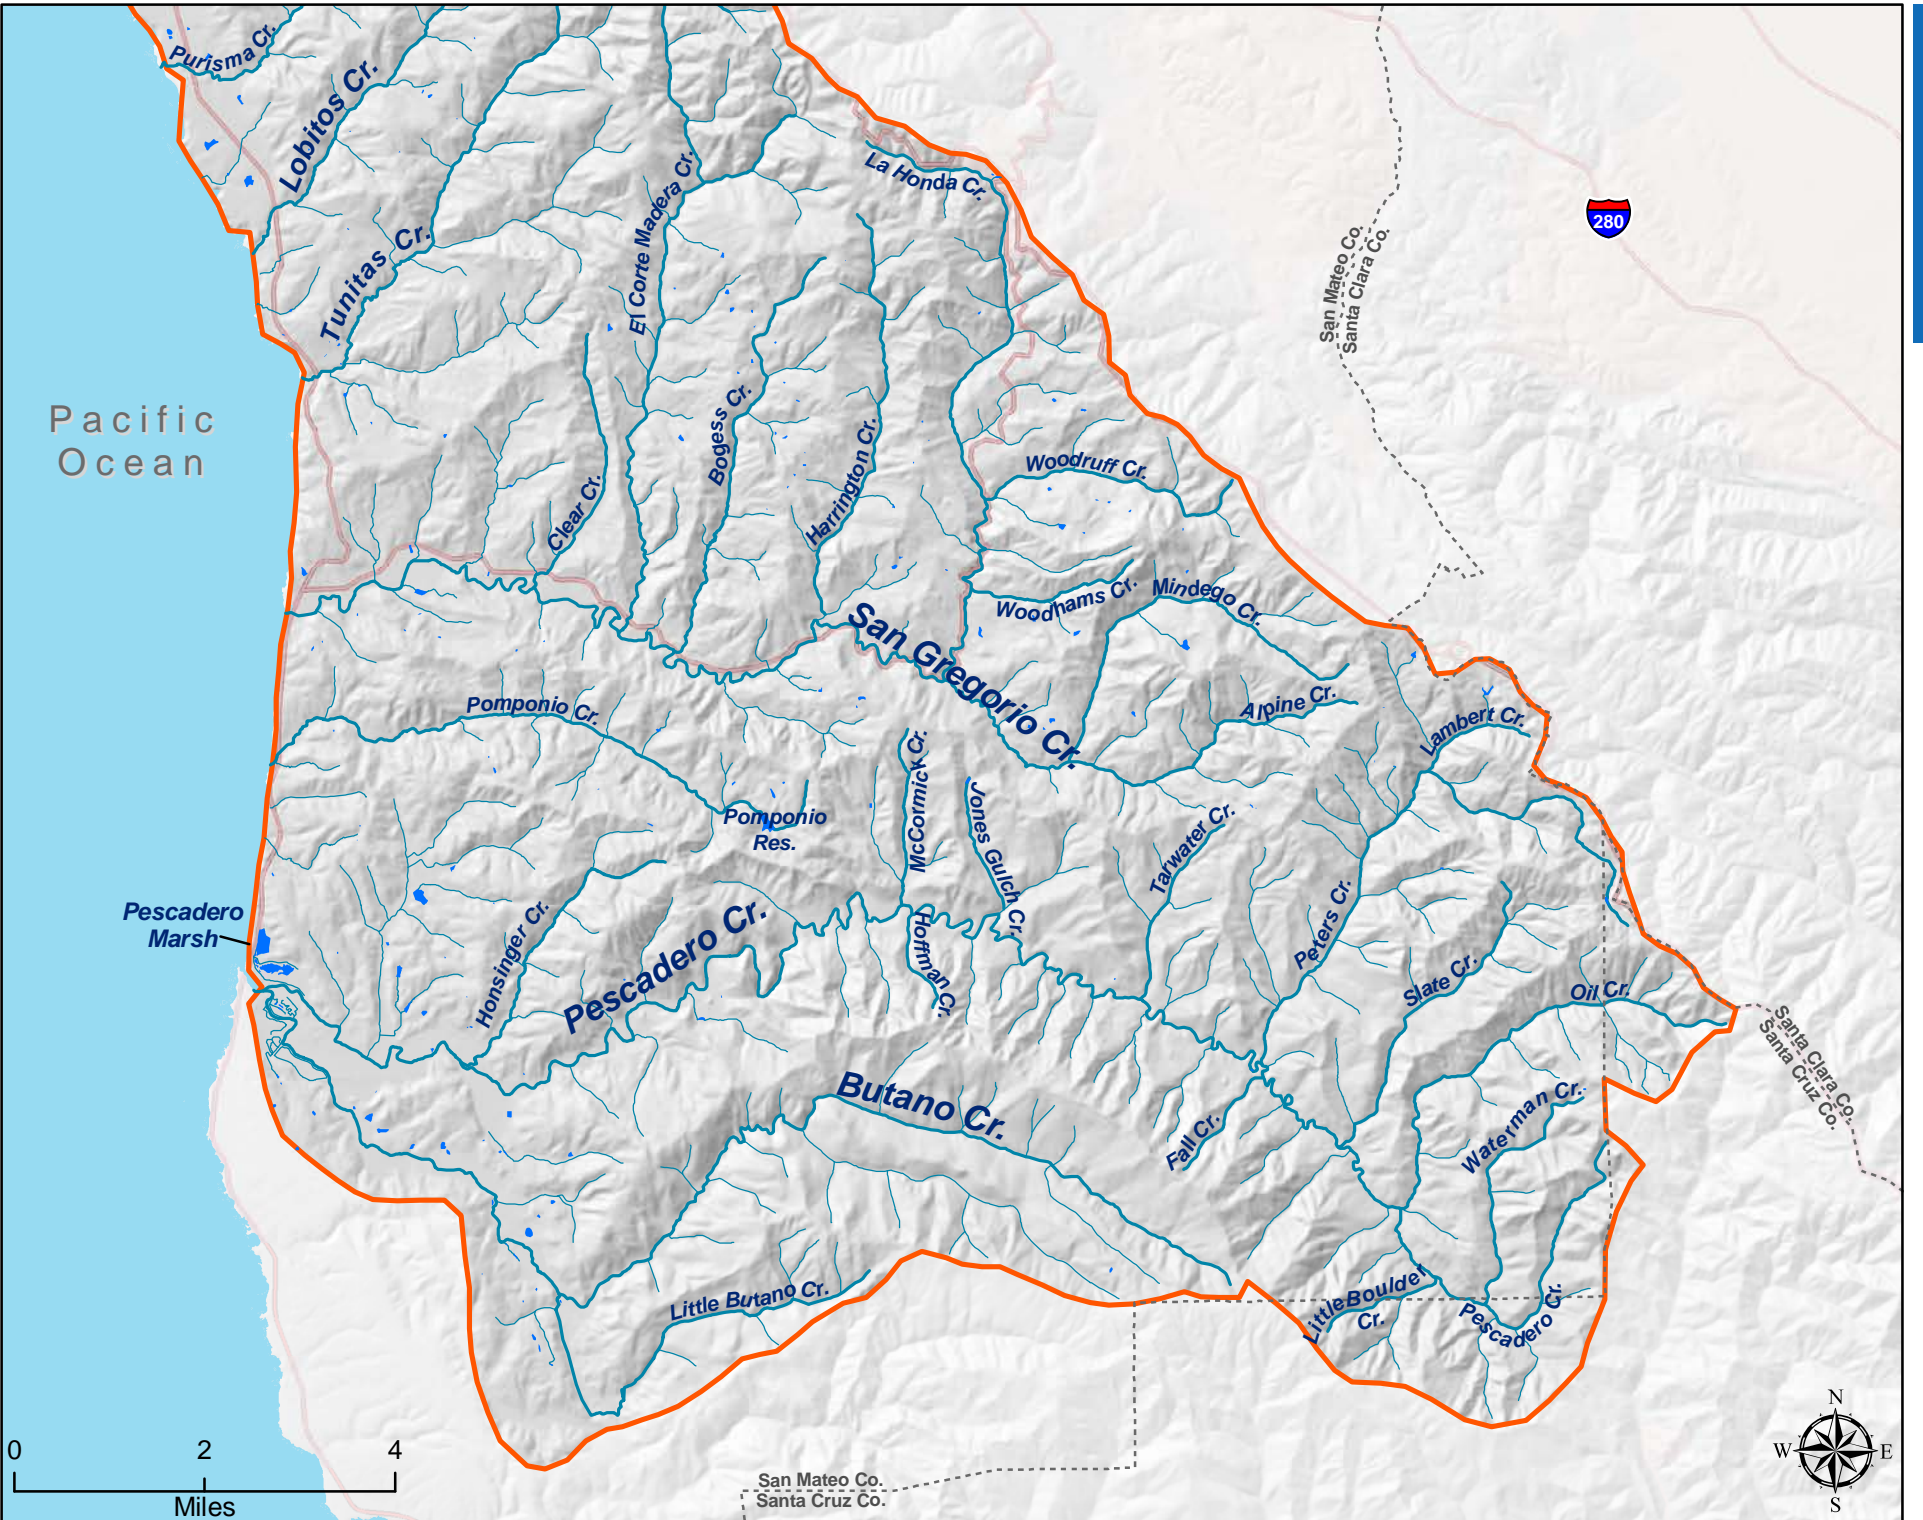 Purisma Cr.
Lobitos Cr.
Tunitas Cr.
El Corte Madera Cr.
La Honda Cr.
280
San Mateo Co.
Santa Clara Co.
Pacific
Ocean
Clear Cr.
Bogess Cr.
Harrington Cr.
Woodruff Cr.
Woodhams Cr.
Mindego Cr.
San Gregorio Cr.
Alpine Cr.
Lambert Cr.
Pomponio Cr.
Pomponio
Res.
McCormick Cr.
Jones Gulch Cr.
Tarwater Cr.
Peters Cr.
Pescadero
Marsh
Honsinger Cr.
Pescadero Cr.
Hoffman Cr.
Slate Cr.
Oil Cr.
Santa Clara Co.
Santa Cruz Co.
Butano Cr.
Fall Cr.
Waterman Cr.
Little Butano Cr.
Little Boulder
Cr.
Pescadero Cr.
0 2 4
Miles
San Mateo Co.
Santa Cruz Co.
N
W E
S